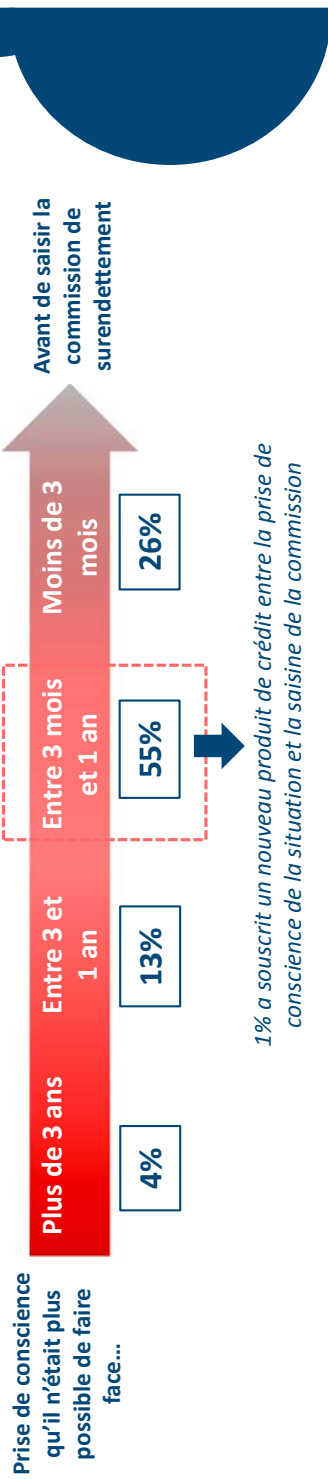 Prise de conscience
qu'il n'était plus
possible de faire
face…
Plus de 3 ans
4%
Entre 3 et
1 an
13%
Entre 3 mois
et 1 an
55%
Moins de 3
mois
26%
Avant de saisir la
commission de
surendettement
1% a souscrit un nouveau produit de crédit entre la prise de
conscience de la situation et la saisine de la commission